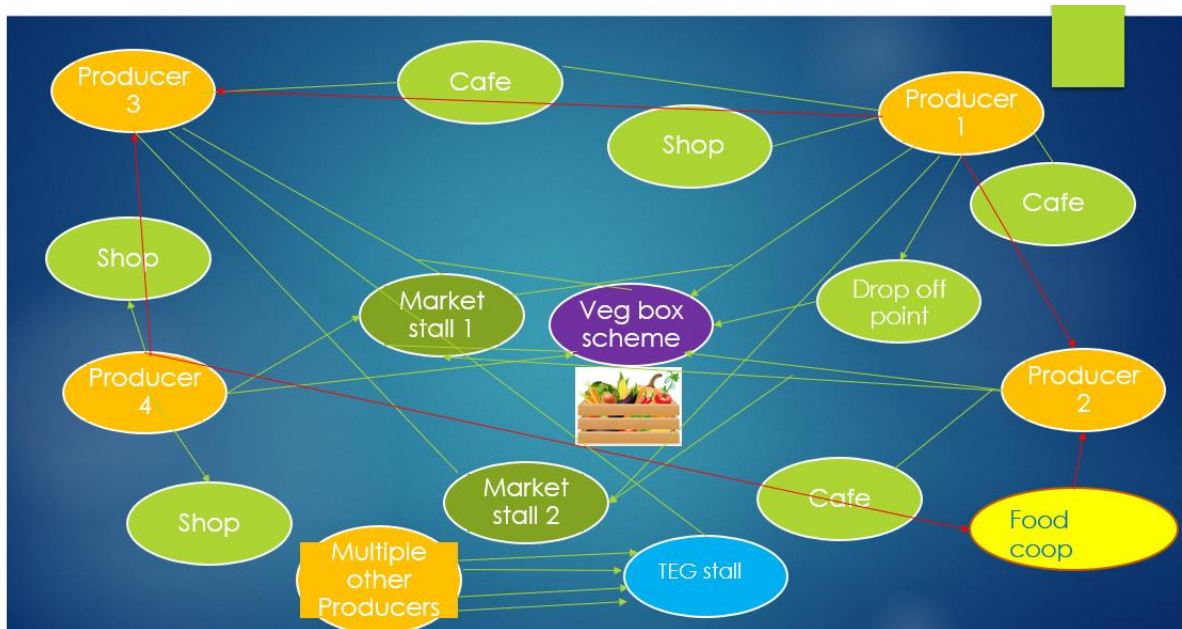 Producer
3
Cafe
Producer
1
Shop
Cafe
Shop
Market
stall 1
Veg box
scheme
Drop off
point
Producer
4
Producer
2
Market
stall 2
Cafe
Shop
Food
coop
Multiple
other
Producers
TEG stall